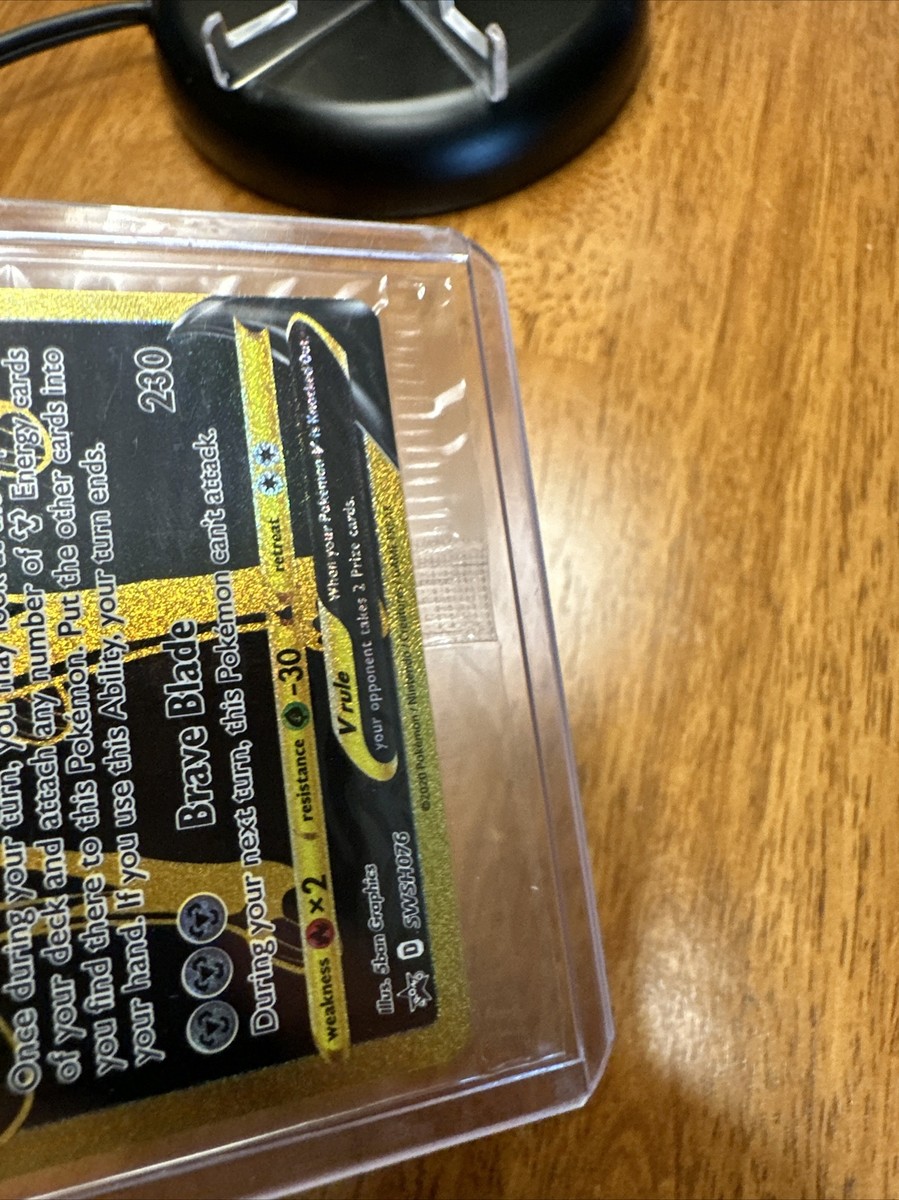 Once during your turn, you may
of your deck and attach any number of Energy cards
you find there to this Pokémon. Put the other cards into
your hand. If you use this Ability, your turn ends.
Brave Blade 230
During your next turn, this Pokémon can't attack.
weakness ×2 resistance -30 retreat
V rule When your Pokémon V is Knocked Out,
your opponent takes 2 Prize cards.
Illus. 5ban Graphics
D SWSH076
©2020 Pokémon / Nintendo /